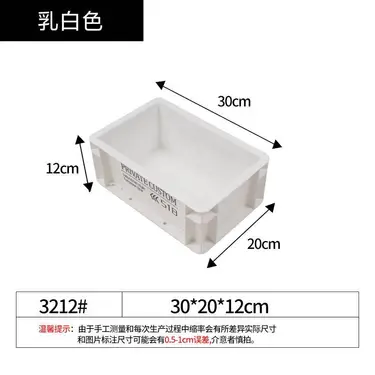 乳白色
30cm
12cm
PRIVATE CUSTOM
STB
20cm
3212# 30*20*12cm
温馨提示：由于手工测量和每次生产过程中缩率会有所差异实际尺寸
和图片标注尺寸可能会有0.5-1cm误差,介意者慎拍。